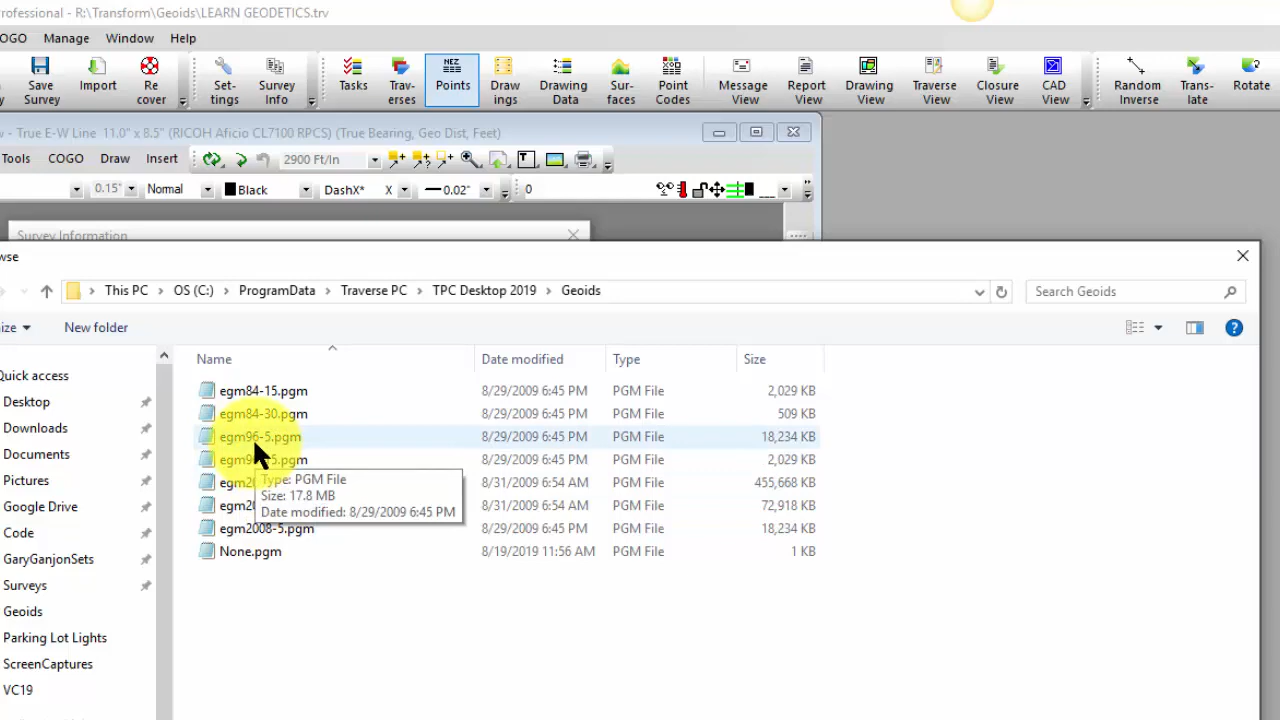 rofessional - R:\Transform\Geoids\LEARN GEODETICS.trv
OGO Manage Window Help
Save Survey Import Re cover Set- tings Survey Info Tasks Trav- erses NEZ Points Draw ings Drawing Data Sur- faces Point Codes Message View Report View Drawing View Traverse View Closure View CAD View Random Inverse Trans- late Rotate
w - True E-W Line 11.0" x 8.5" (RICOH Aficio CL7100 RPCS) (True Bearing, Geo Dist, Feet)
Tools COGO Draw Insert 2900 Ft/In
0.15" Normal Black DashX* X 0.02" 0
Survey Information
wse
This PC > OS (C:) > ProgramData > Traverse PC > TPC Desktop 2019 > Geoids
Search Geoids
ize New folder
Name Date modified Type Size
Quick access
Desktop
Downloads
Documents
Pictures
Google Drive
Code
GaryGanjonSets
Surveys
Geoids
Parking Lot Lights
ScreenCaptures
VC19
egm84-15.pgm 8/29/2009 6:45 PM PGM File 2,029 KB
egm84-30.pgm 8/29/2009 6:45 PM PGM File 509 KB
egm96-5.pgm 8/29/2009 6:45 PM PGM File 18,234 KB
8/29/2009 6:45 PM PGM File 2,029 KB
8/31/2009 6:54 AM PGM File 455,668 KB
8/31/2009 6:54 AM PGM File 72,918 KB
egm2008-5.pgm 8/29/2009 6:45 PM PGM File 18,234 KB
None.pgm 8/19/2019 11:56 AM PGM File 1 KB
Type: PGM File
Size: 17.8 MB
Date modified: 8/29/2009 6:45 PM